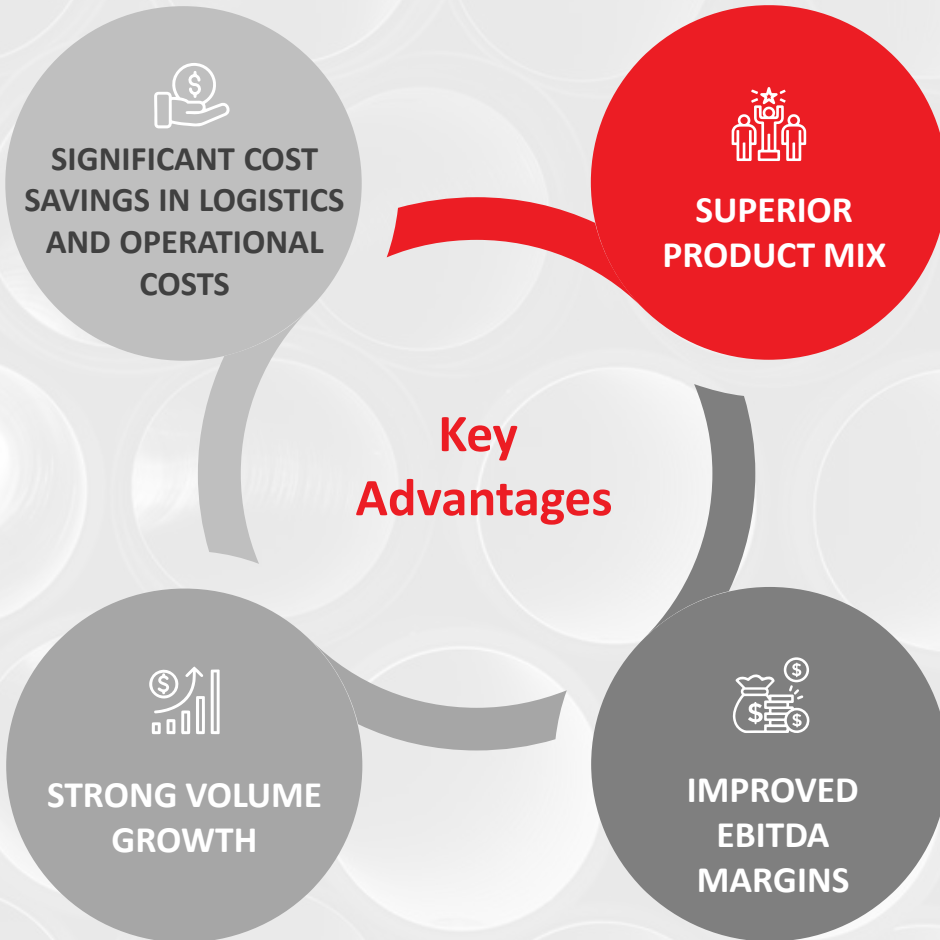 SIGNIFICANT COST
SAVINGS IN LOGISTICS
AND OPERATIONAL
COSTS
SUPERIOR
PRODUCT MIX
Key
Advantages
STRONG VOLUME
GROWTH
IMPROVED
EBITDA
MARGINS